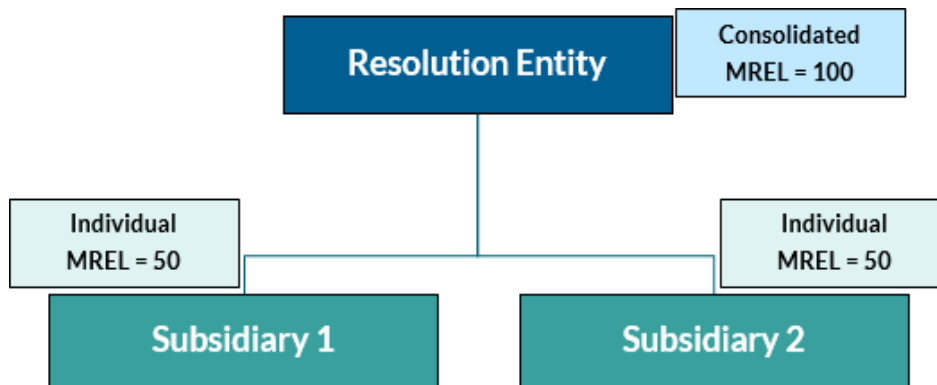 Resolution Entity
Consolidated
MREL = 100
Individual
MREL = 50
Individual
MREL = 50
Subsidiary 1
Subsidiary 2